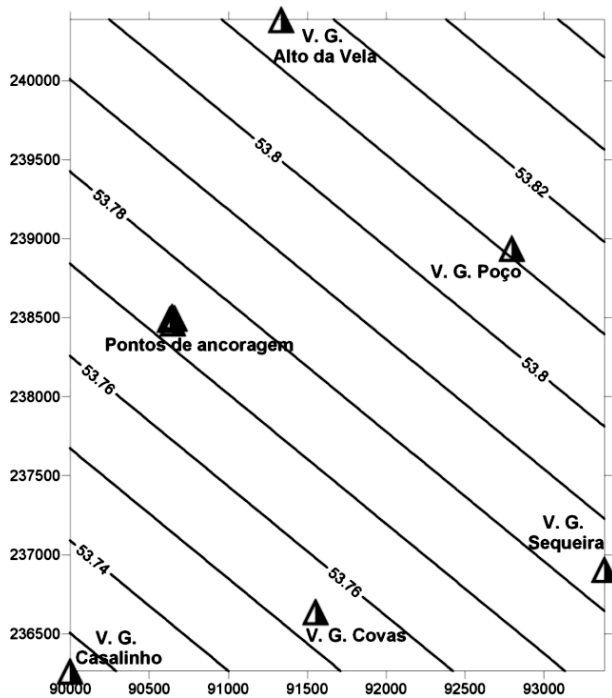 V. G.
Alto da Vela
240000
53.8
239500
53.82
53.78
239000
V. G. Poço
238500
Pontos de ancoragem
53.8
53.76
238000
237500
V. G.
Sequeira
237000
53.74
53.76
236500
V. G. Covas
V. G.
Casalinho
90000 90500 91000 91500 92000 92500 93000